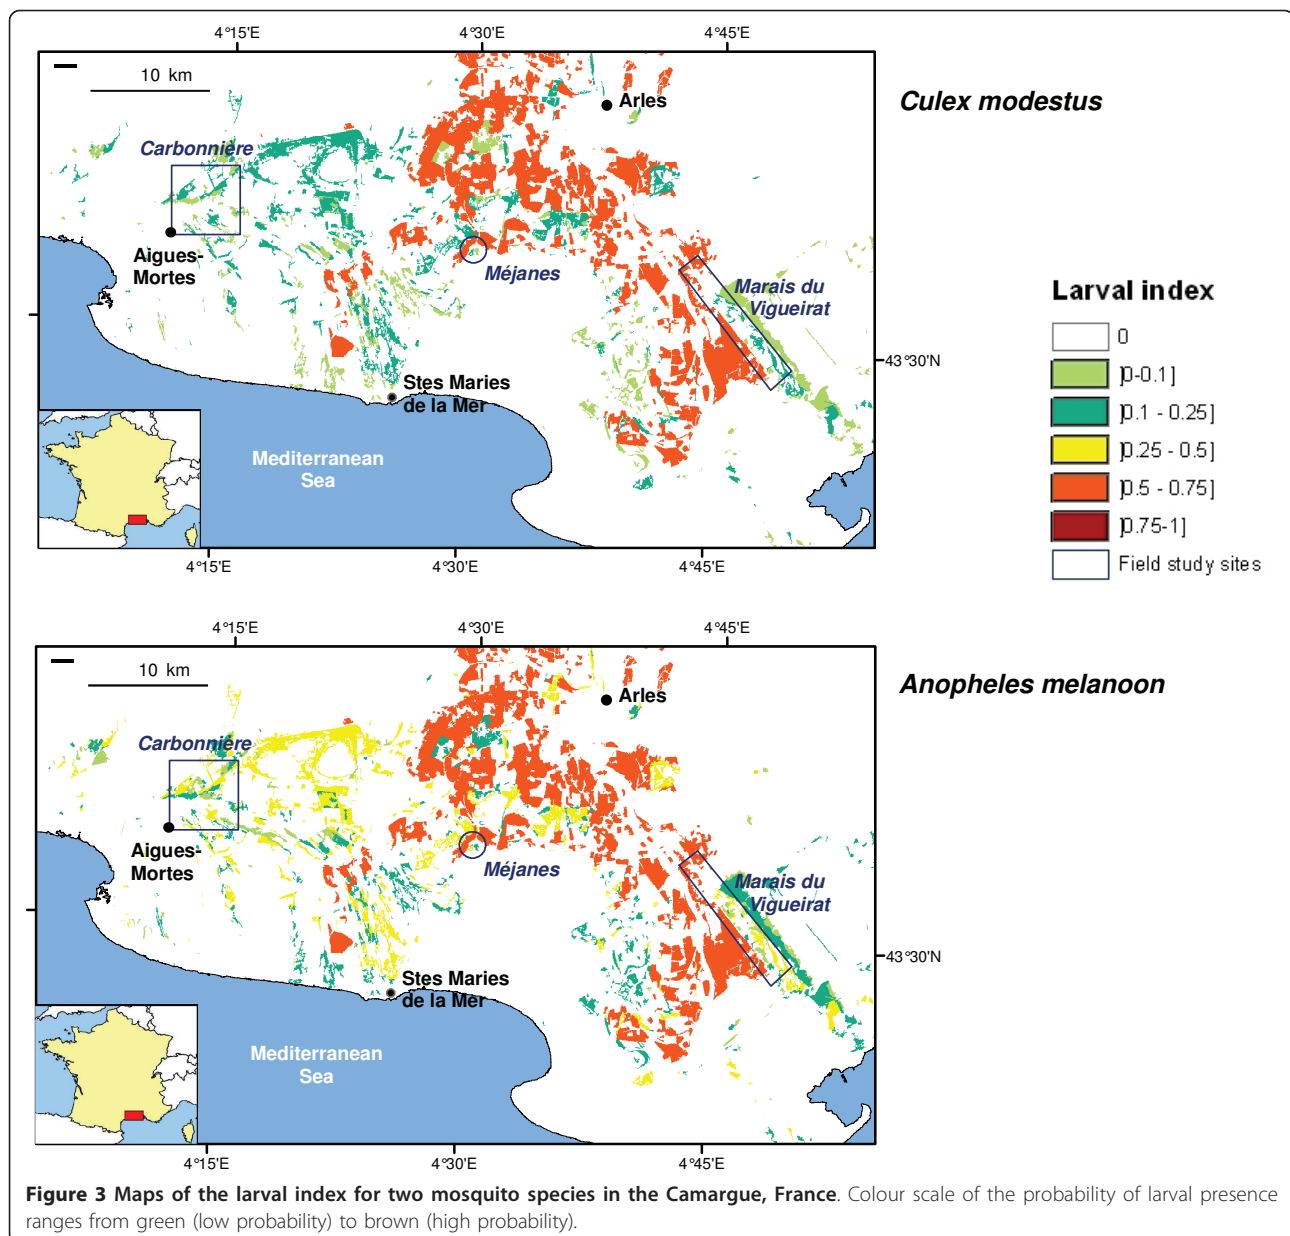 4°15'E 4°30'E 4°45'E
10 km
Arles
Culex modestus
Carbonnière
Aigues-
Mortes
Méjanes
Marais du
Vigueirat
Larval index
0
]0-0.1]
]0.1 - 0.25]
]0.25 - 0.5]
]0.5 - 0.75]
]0.75-1]
Field study sites
43°30'N
Stes Maries
de la Mer
Mediterranean
Sea
4°15'E 4°30'E 4°45'E
4°15'E 4°30'E 4°45'E
10 km
Arles
Anopheles melanoon
Carbonnière
Aigues-
Mortes
Méjanes
Marais du
Vigueirat
43°30'N
Stes Maries
de la Mer
Mediterranean
Sea
4°15'E 4°30'E 4°45'E
Figure 3 Maps of the larval index for two mosquito species in the Camargue, France. Colour scale of the probability of larval presence
ranges from green (low probability) to brown (high probability).